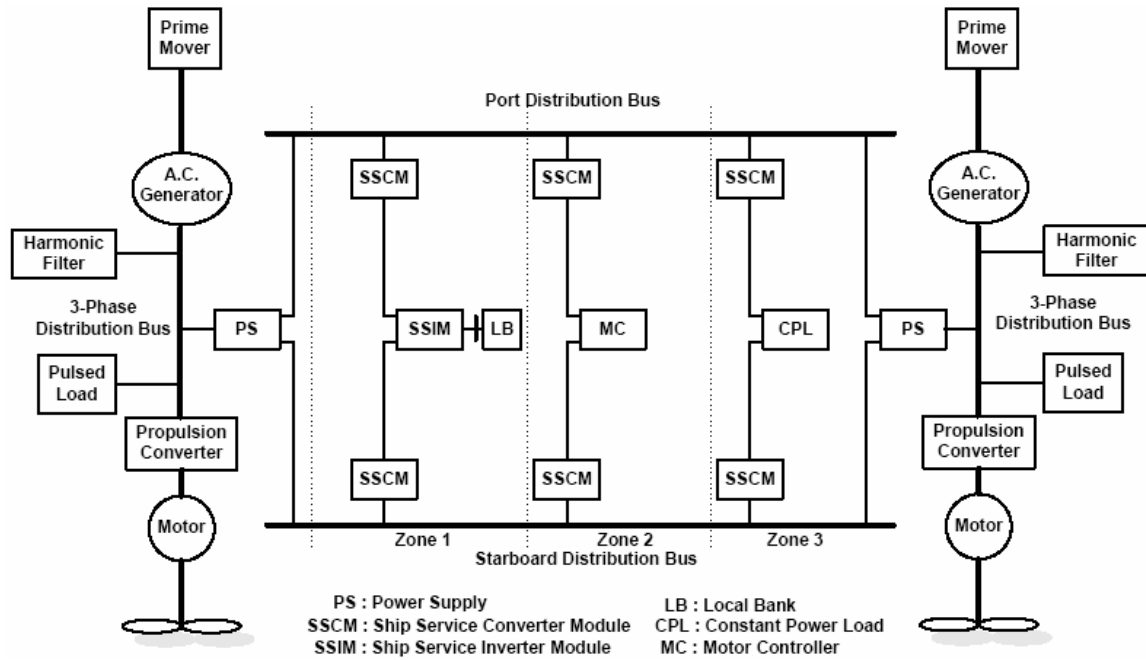 Prime
Mover
Prime
Mover
Port Distribution Bus
A.C.
Generator
SSCM
SSCM
SSCM
A.C.
Generator
Harmonic
Filter
Harmonic
Filter
3-Phase
Distribution Bus
PS
SSIM
LB
MC
CPL
PS
3-Phase
Distribution Bus
Pulsed
Load
Pulsed
Load
Propulsion
Converter
SSCM
SSCM
SSCM
Propulsion
Converter
Motor
Motor
Zone 1
Zone 2
Zone 3
Starboard Distribution Bus
PS : Power Supply
LB : Local Bank
SSCM : Ship Service Converter Module
CPL : Constant Power Load
SSIM : Ship Service Inverter Module
MC : Motor Controller